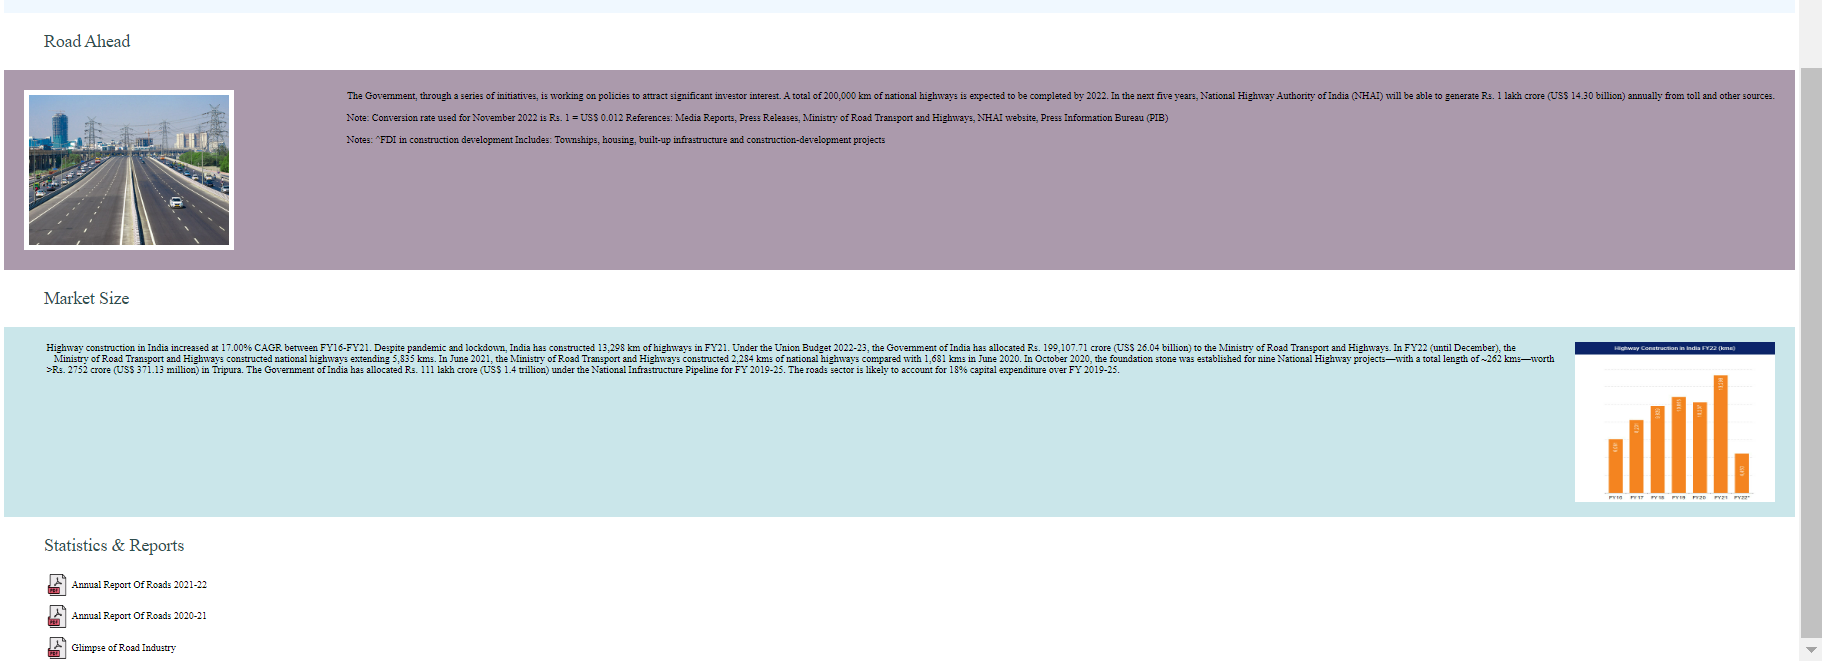 Road Ahead
The Government, through a series of initiatives, is working on policies to attract significant investor interest. A total of 200,000 km of national highways is expected to be completed by 2022. In the next five years, National Highway Authority of India (NHAI) will be able to generate Rs. 1 lakh crore (US$ 14.30 billion) annually from toll and other sources.
Note: Conversion rate used for November 2022 is Rs. 1 = US$ 0.012 References: Media Reports, Press Releases, Ministry of Road Transport and Highways, NHAI website, Press Information Bureau (PIB)
Notes: ^FDI in construction development Includes: Townships, housing, built-up infrastructure and construction-development projects
Market Size
Highway construction in India increased at 17.00% CAGR between FY16-FY21. Despite pandemic and lockdown, India has constructed 13,298 km of highways in FY21. Under the Union Budget 2022-23, the Government of India has allocated Rs. 199,107.71 crore (US$ 26.04 billion) to the Ministry of Road Transport and Highways. In FY22 (until December), the
Ministry of Road Transport and Highways constructed national highways extending 5,835 kms. In June 2021, the Ministry of Road Transport and Highways constructed 2,284 kms of national highways compared with 1,681 kms in June 2020. In October 2020, the foundation stone was established for nine National Highway projects—with a total length of ~262 kms—worth
>Rs. 2752 crore (US$ 371.13 million) in Tripura. The Government of India has allocated Rs. 111 lakh crore (US$ 1.4 trillion) under the National Infrastructure Pipeline for FY 2019-25. The roads sector is likely to account for 18% capital expenditure over FY 2019-25.
Highway Construction in India FY22 (kms)
FY16 FY17 FY18 FY19 FY20 FY21 FY22*
Statistics & Reports
PDF Annual Report Of Roads 2021-22
PDF Annual Report Of Roads 2020-21
PDF Glimpse of Road Industry